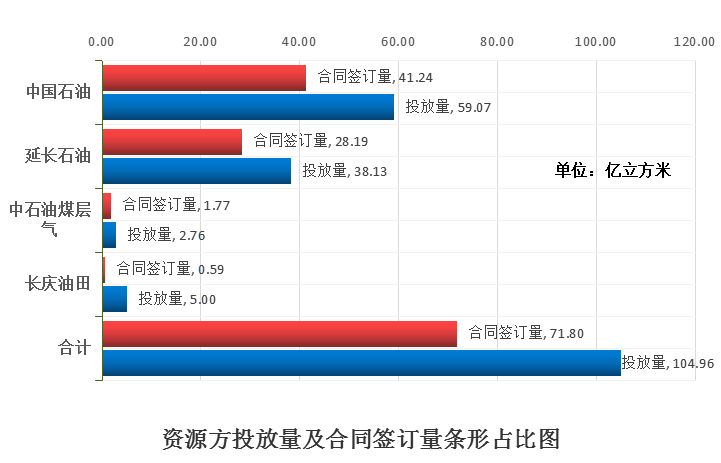 0.00 20.00 40.00 60.00 80.00 100.00 120.00
中国石油
合同签订量, 41.24
投放量, 59.07
延长石油
合同签订量, 28.19
投放量, 38.13
单位：亿立方米
中石油煤层
气
合同签订量, 1.77
投放量, 2.76
长庆油田
合同签订量, 0.59
投放量, 5.00
合计
合同签订量, 71.80
投放量, 104.96
资源方投放量及合同签订量条形占比图